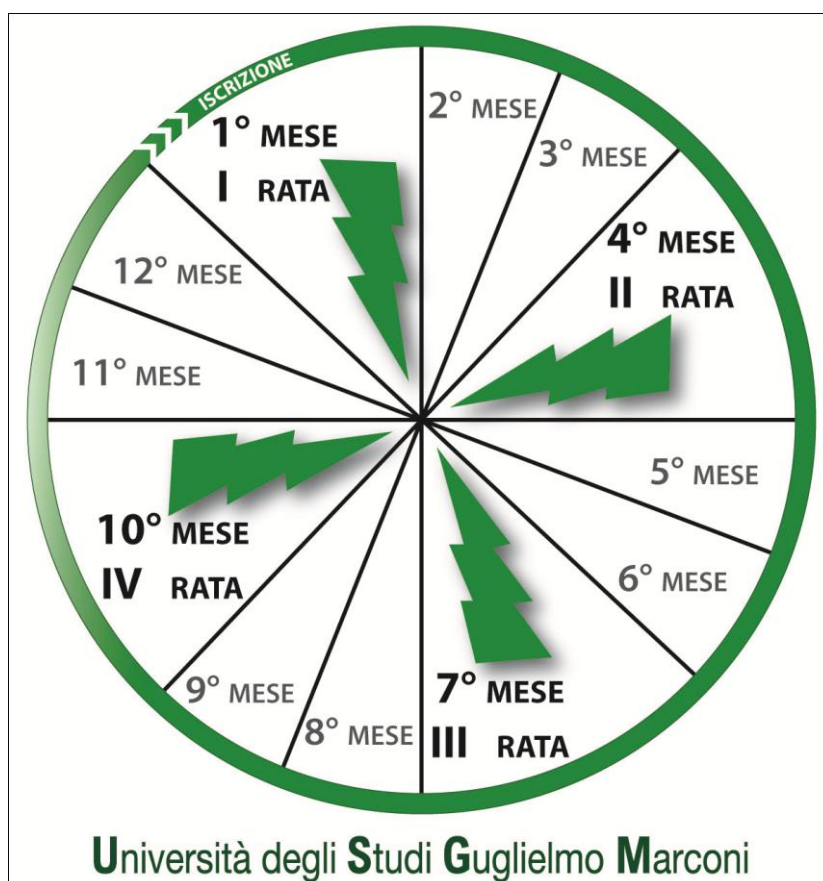 ISCRIZIONE
1° MESE
I RATA
2° MESE
3° MESE
4° MESE
II RATA
5° MESE
6° MESE
7° MESE
III RATA
8° MESE
9° MESE
10° MESE
IV RATA
11° MESE
12° MESE
Università degli Studi Guglielmo Marconi